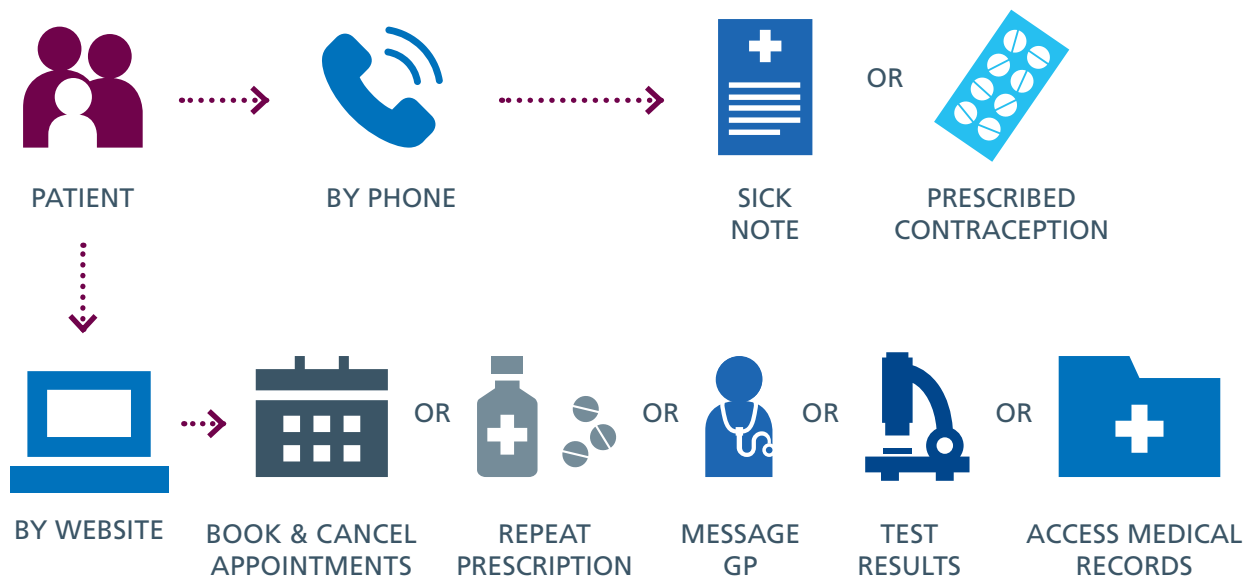 OR
PATIENT
BY PHONE
SICK
NOTE
PRESCRIBED
CONTRACEPTION
OR
OR
OR
OR
BY WEBSITE
BOOK & CANCEL
APPOINTMENTS
REPEAT
PRESCRIPTION
MESSAGE
GP
TEST
RESULTS
ACCESS MEDICAL
RECORDS